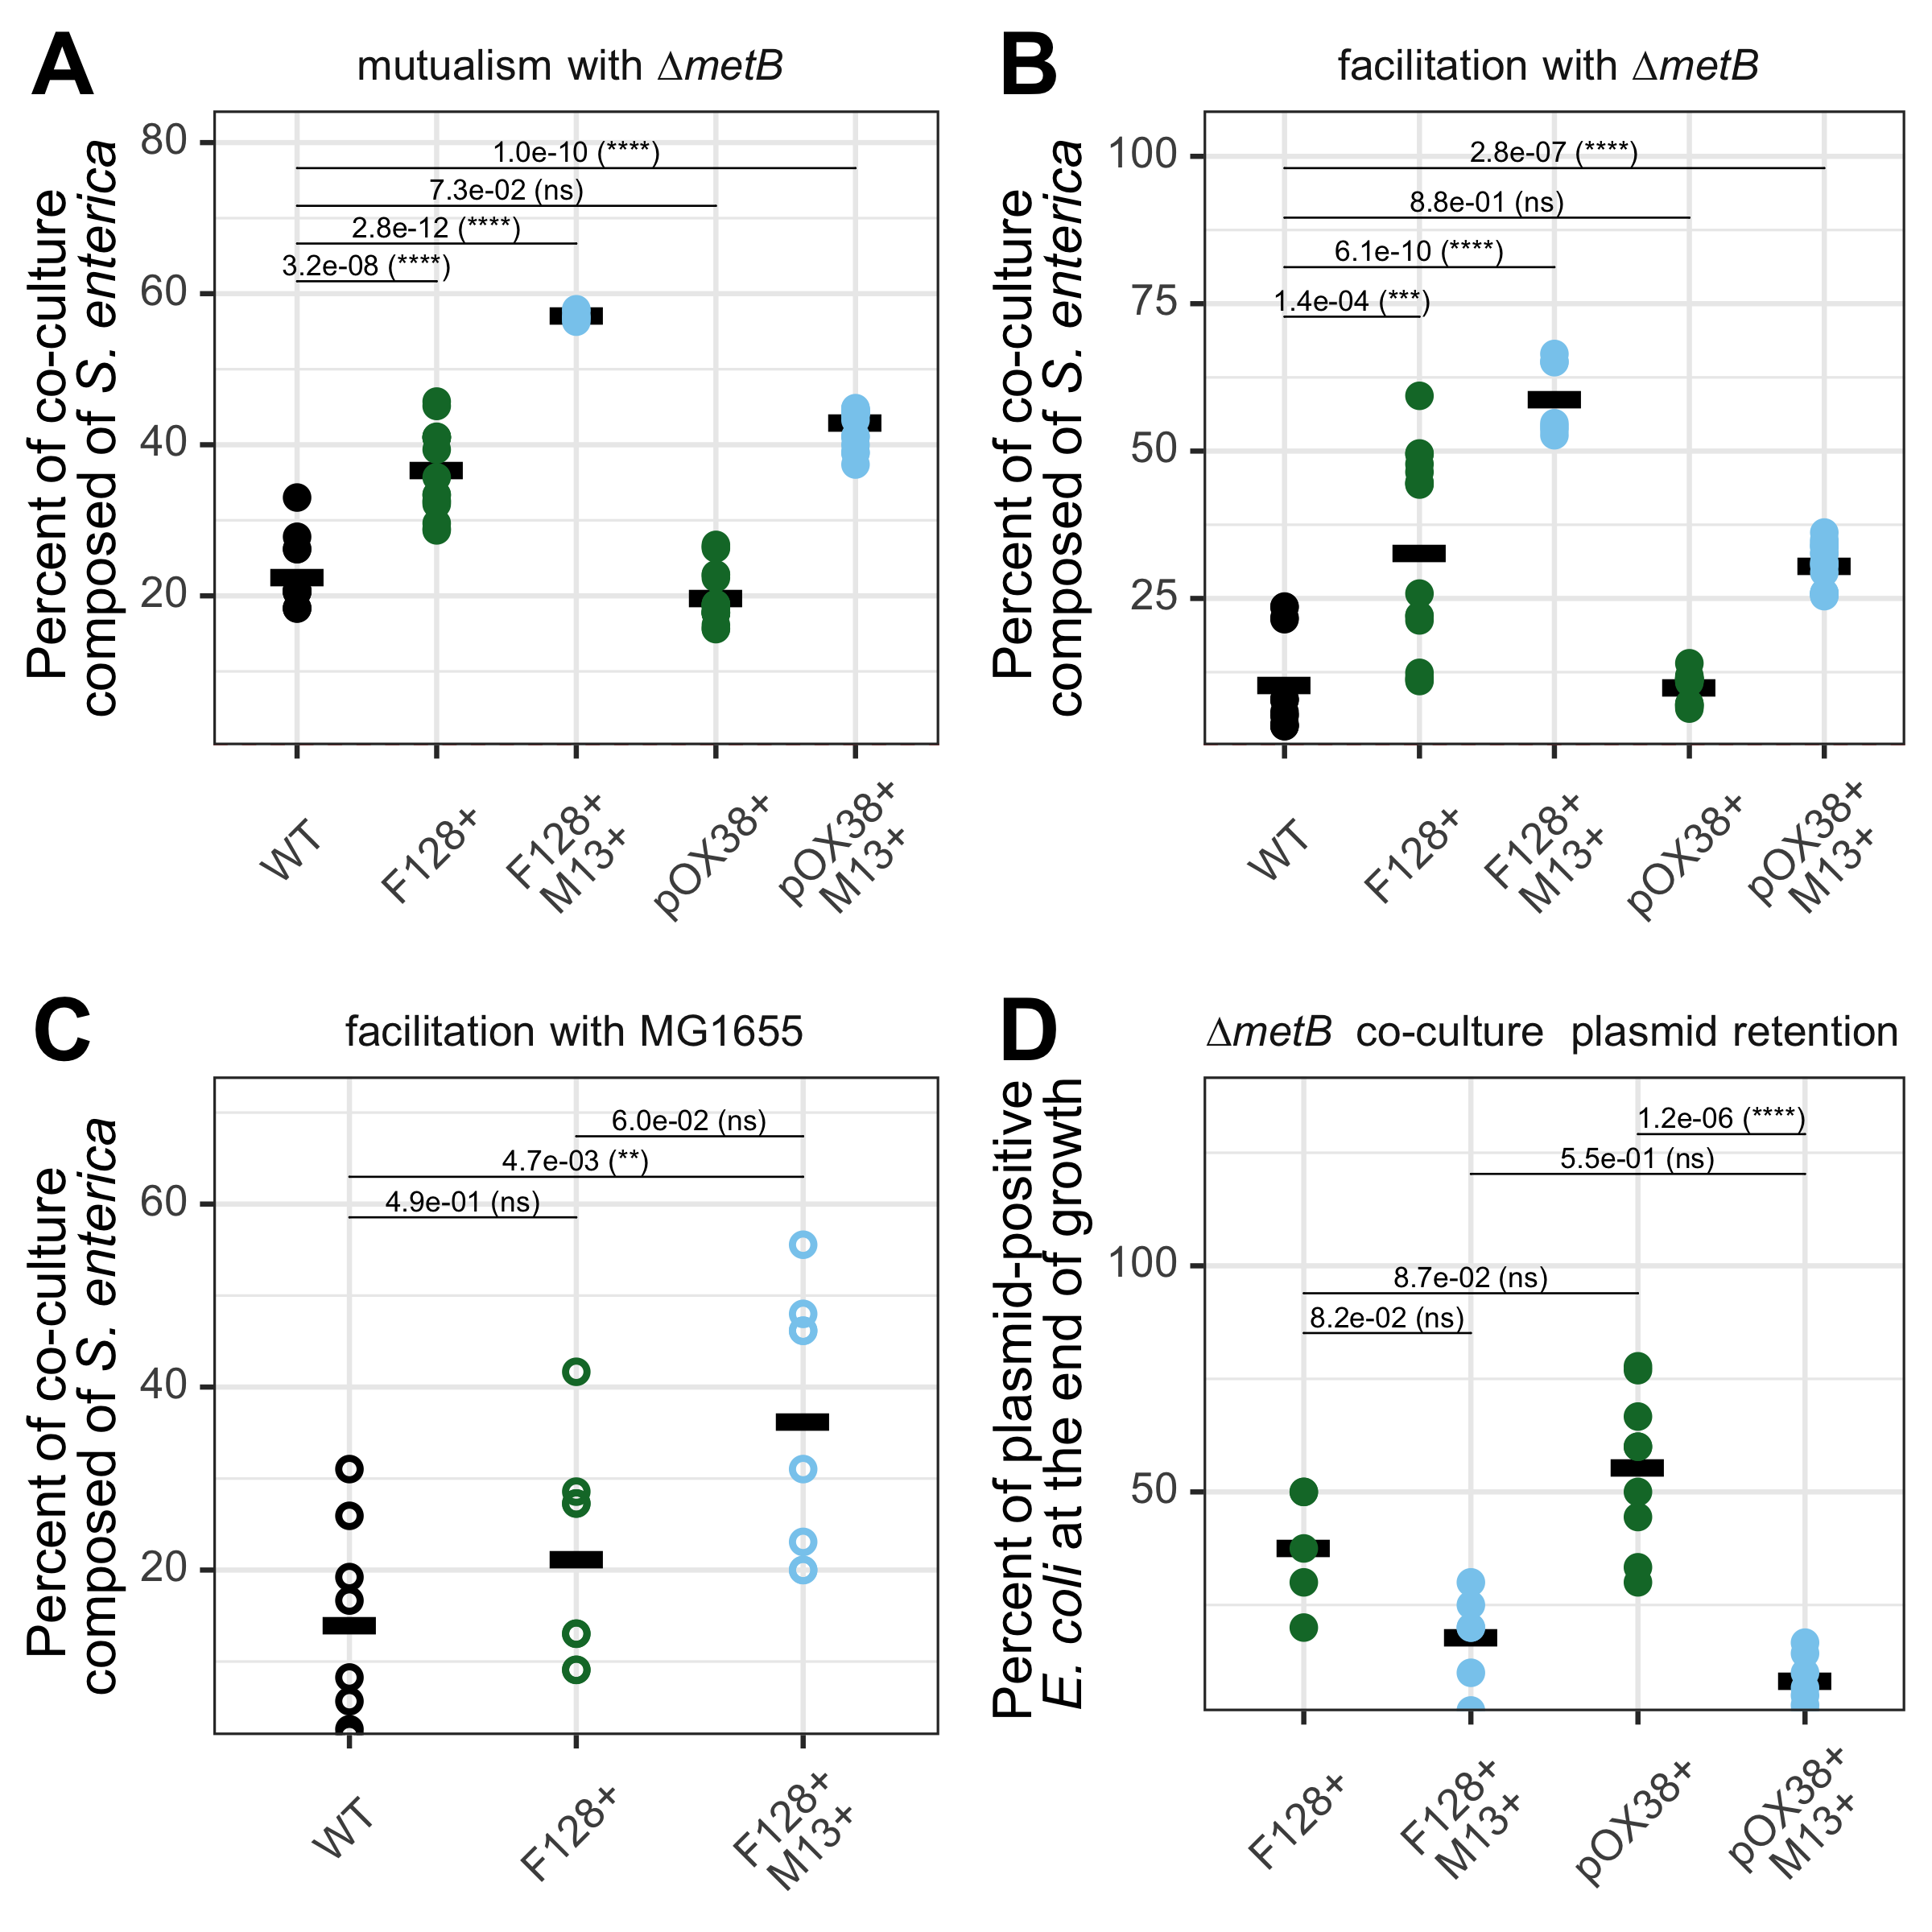 A
mutualism with ΔmetB
Percent of co-culture
composed of S. enterica
80
60
40
20
1.0e-10 (****)
7.3e-02 (ns)
2.8e-12 (****)
3.2e-08 (****)
WT
F128+
F128+
M13+
pOX38+
pOX38+
M13+
B
facilitation with ΔmetB
Percent of co-culture
composed of S. enterica
100
75
50
25
2.8e-07 (****)
8.8e-01 (ns)
6.1e-10 (****)
1.4e-04 (***)
WT
F128+
F128+
M13+
pOX38+
pOX38+
M13+
C
facilitation with MG1655
Percent of co-culture
composed of S. enterica
60
40
20
6.0e-02 (ns)
4.7e-03 (**)
4.9e-01 (ns)
WT
F128+
F128+
M13+
D
ΔmetB co-culture plasmid retention
Percent of plasmid-positive
E. coli at the end of growth
100
50
1.2e-06 (****)
5.5e-01 (ns)
8.7e-02 (ns)
8.2e-02 (ns)
F128+
F128+
M13+
pOX38+
pOX38+
M13+